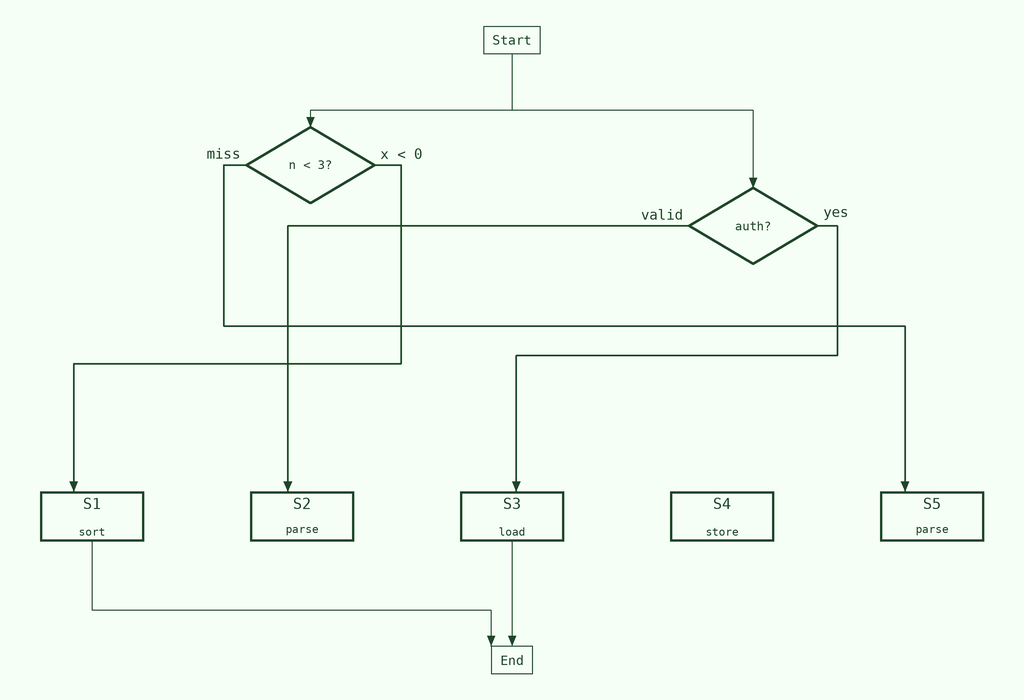 Start
miss
n < 3?
x < 0
valid
auth?
yes
S1
sort
S2
parse
S3
load
S4
store
S5
parse
End